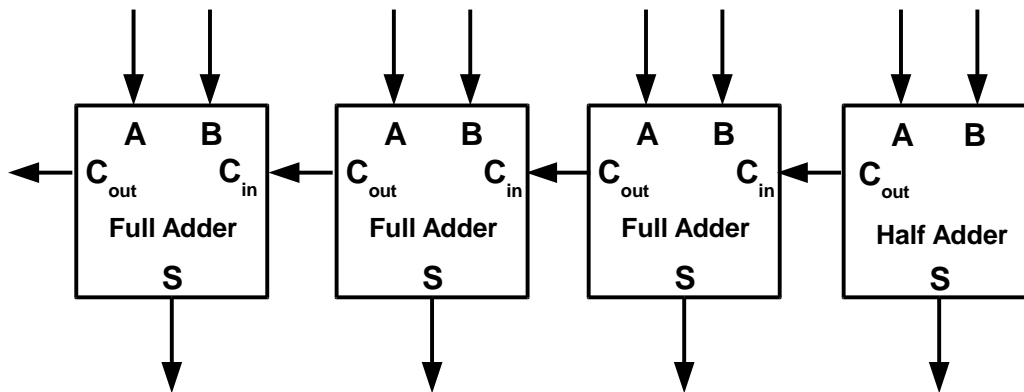 A B
C_out C_in
Full Adder
S
A B
C_out C_in
Full Adder
S
A B
C_out C_in
Full Adder
S
A B
C_out
Half Adder
S